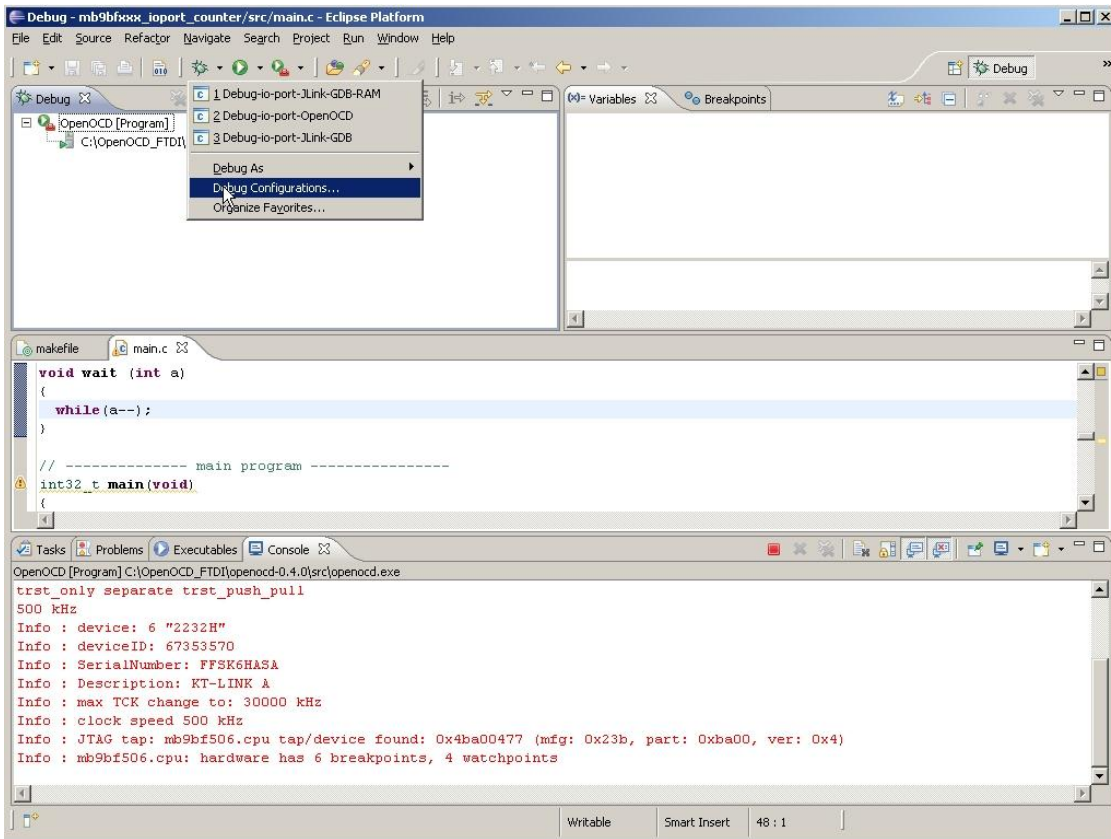 Debug - mb9bfxxx_ioport_counter/src/main.c - Eclipse Platform
File Edit Source Refactor Navigate Search Project Run Window Help
010
Debug
»
Debug
1 Debug-io-port-JLink-GDB-RAM
2 Debug-io-port-OpenOCD
3 Debug-io-port-JLink-GDB
Debug As
Debug Configurations...
Organize Favorites...
OpenOCD [Program]
C:\OpenOCD_FTDI\
(x)= Variables
Breakpoints
makefile
main.c
void wait (int a)
{
while(a--);
}
// -------------- main program ----------------
int32_t main(void)
{
Tasks Problems Executables Console
OpenOCD [Program] C:\OpenOCD_FTDI\openocd-0.4.0\src\openocd.exe
trst_only separate trst_push_pull
500 kHz
Info : device: 6 "2232H"
Info : deviceID: 67353570
Info : SerialNumber: FFSK6HASA
Info : Description: KT-LINK A
Info : max TCK change to: 30000 kHz
Info : clock speed 500 kHz
Info : JTAG tap: mb9bf506.cpu tap/device found: 0x4ba00477 (mfg: 0x23b, part: 0xba00, ver: 0x4)
Info : mb9bf506.cpu: hardware has 6 breakpoints, 4 watchpoints
Writable
Smart Insert
48 : 1